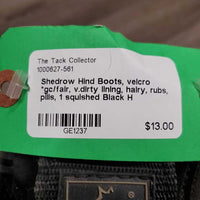 The Tack Collector
1000627-561
Shedrow Hind Boots, velcro
*gc/fair, v.dirty lining, hairy, rubs,
pills, 1 squished Black H
GE1237
$13.00